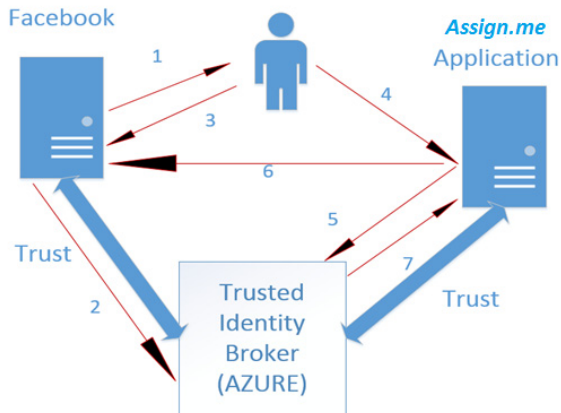 Facebook
Assign.me
Application
1
3
4
6
5
7
Trust
2
Trust
Trusted
Identity
Broker
(AZURE)